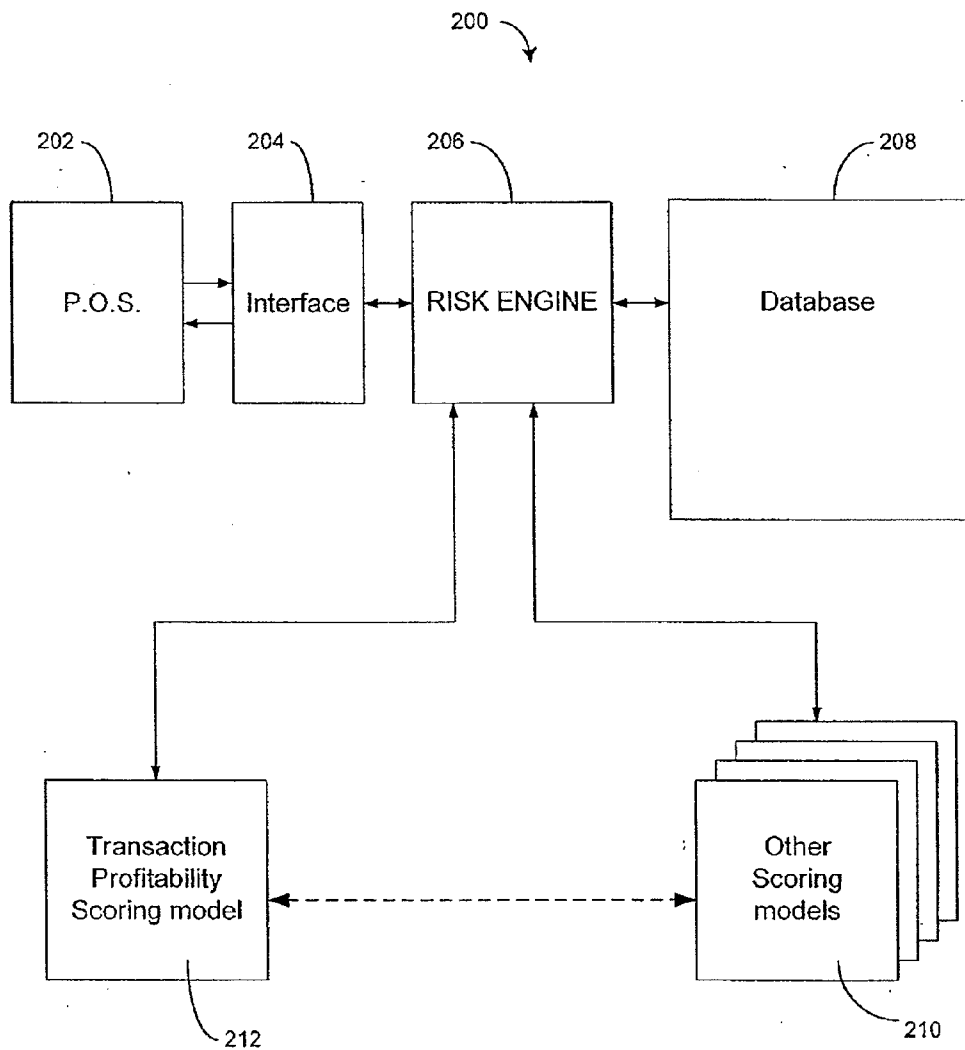 200
202
204
206
208
P.O.S.
Interface
RISK ENGINE
Database
Transaction
Profitability
Scoring model
Other
Scoring
models
212
210